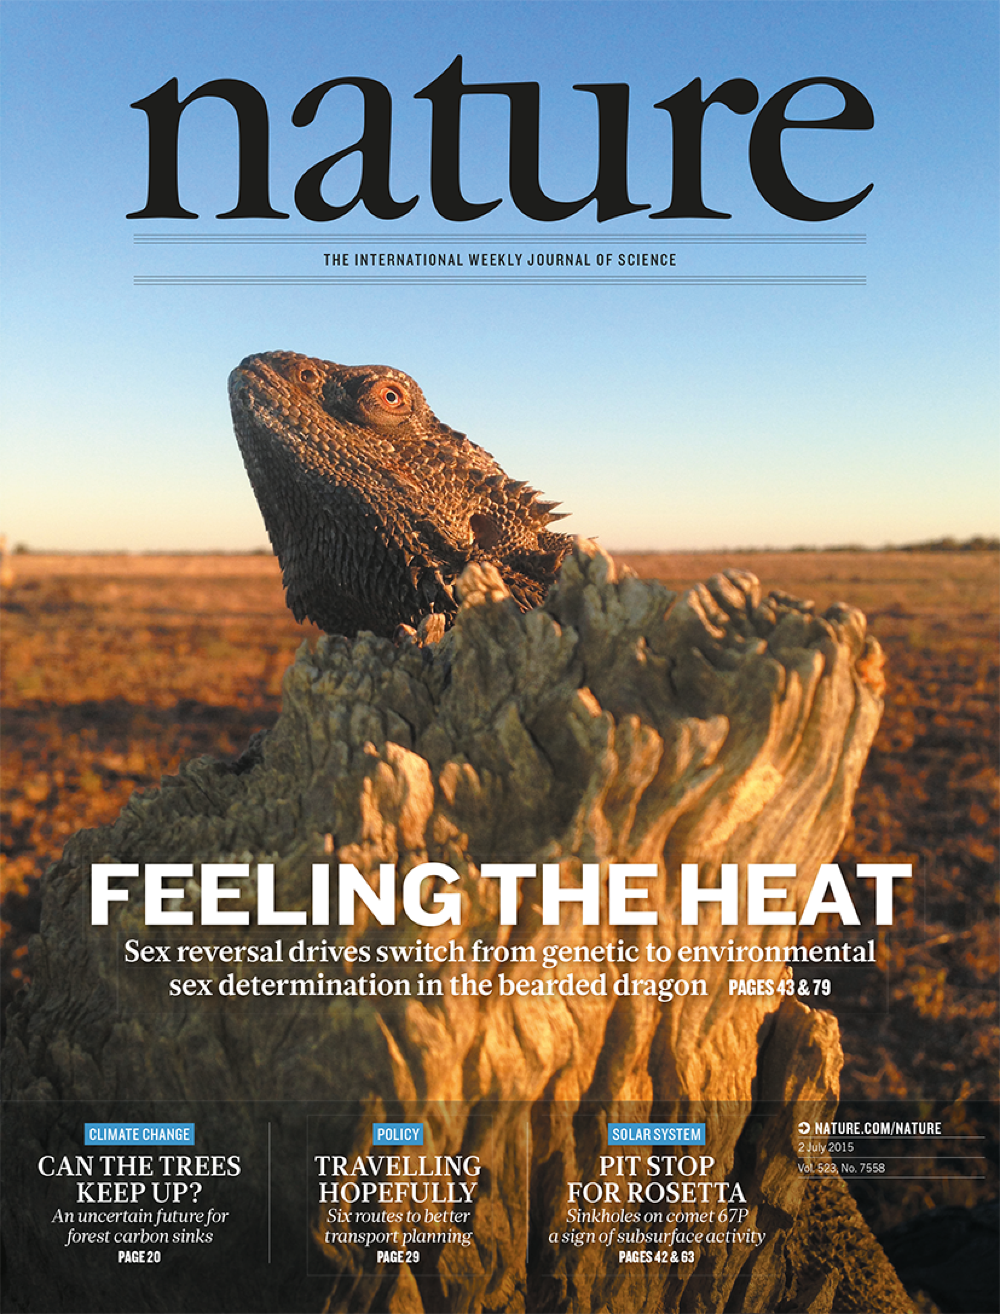 nature
THE INTERNATIONAL WEEKLY JOURNAL OF SCIENCE
FEELING THE HEAT
Sex reversal drives switch from genetic to environmental
sex determination in the bearded dragon PAGES 43 & 79
CLIMATE CHANGE
CAN THE TREES
KEEP UP?
An uncertain future for
forest carbon sinks
PAGE 20
POLICY
TRAVELLING
HOPEFULLY
Six routes to better
transport planning
PAGE 29
SOLAR SYSTEM
PIT STOP
FOR ROSETTA
Sinkholes on comet 67P
a sign of subsurface activity
PAGES 42 & 63
NATURE.COM/NATURE
2 July 2015
Vol. 523, No. 7558